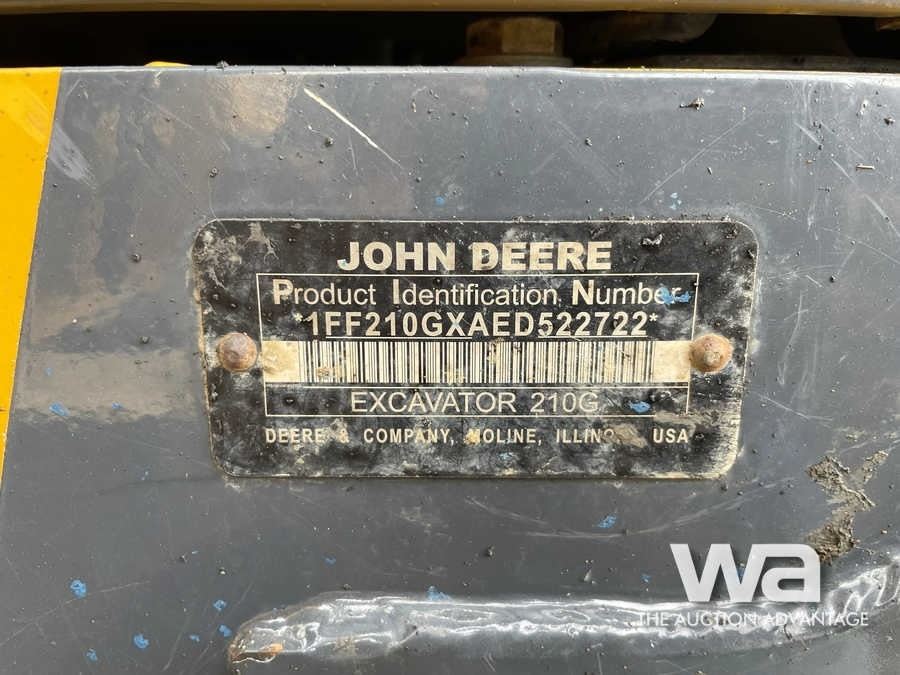 JOHN DEERE
Product Identification Number
*1FF210GXAED522722*
EXCAVATOR 210G
DEERE & COMPANY, MOLINE, ILLINOIS USA
wa
THE AUCTION ADVANTAGE